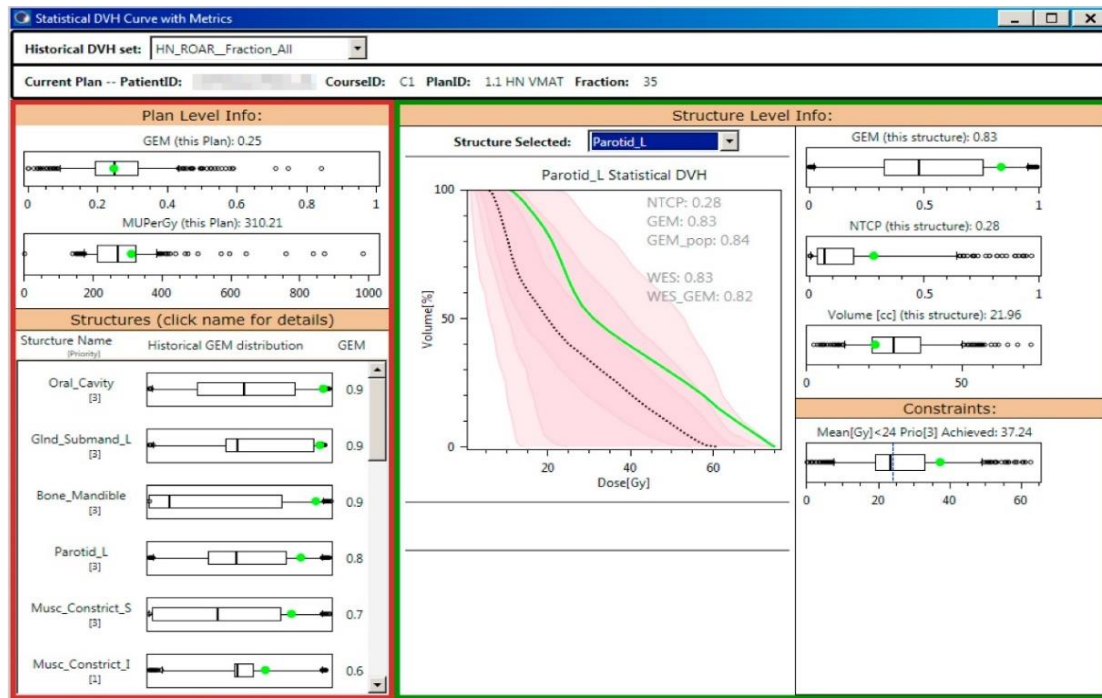 Statistical DVH Curve with Metrics
Historical DVH set: HN_ROAR__Fraction_All
Current Plan -- PatientID: CourseID: C1 PlanID: 1.1 HN VMAT Fraction: 35
Plan Level Info:
GEM (this Plan): 0.25
0 0.2 0.4 0.6 0.8 1
MUPerGy (this Plan): 310.21
0 200 400 600 800 1000
Structures (click name for details)
Sturcture Name Historical GEM distribution GEM
[Priority]
Oral_Cavity 0.9
[3]
Glnd_Submand_L 0.9
[3]
Bone_Mandible 0.9
[3]
Parotid_L 0.8
[3]
Musc_Constrict_S 0.7
[3]
Musc_Constrict_I 0.6
[1]
Structure Level Info:
Structure Selected: Parotid_L
Parotid_L Statistical DVH
NTCP: 0.28
GEM: 0.83
GEM_pop: 0.84
WES: 0.83
WES_GEM: 0.82
Volume[%]
100
50
0
20 40 60
Dose[Gy]
GEM (this structure): 0.83
0 0.5 1
NTCP (this structure): 0.28
0 0.5 1
Volume [cc] (this structure): 21.96
0 50
Constraints:
Mean[Gy]<24 Prio[3] Achieved: 37.24
0 20 40 60